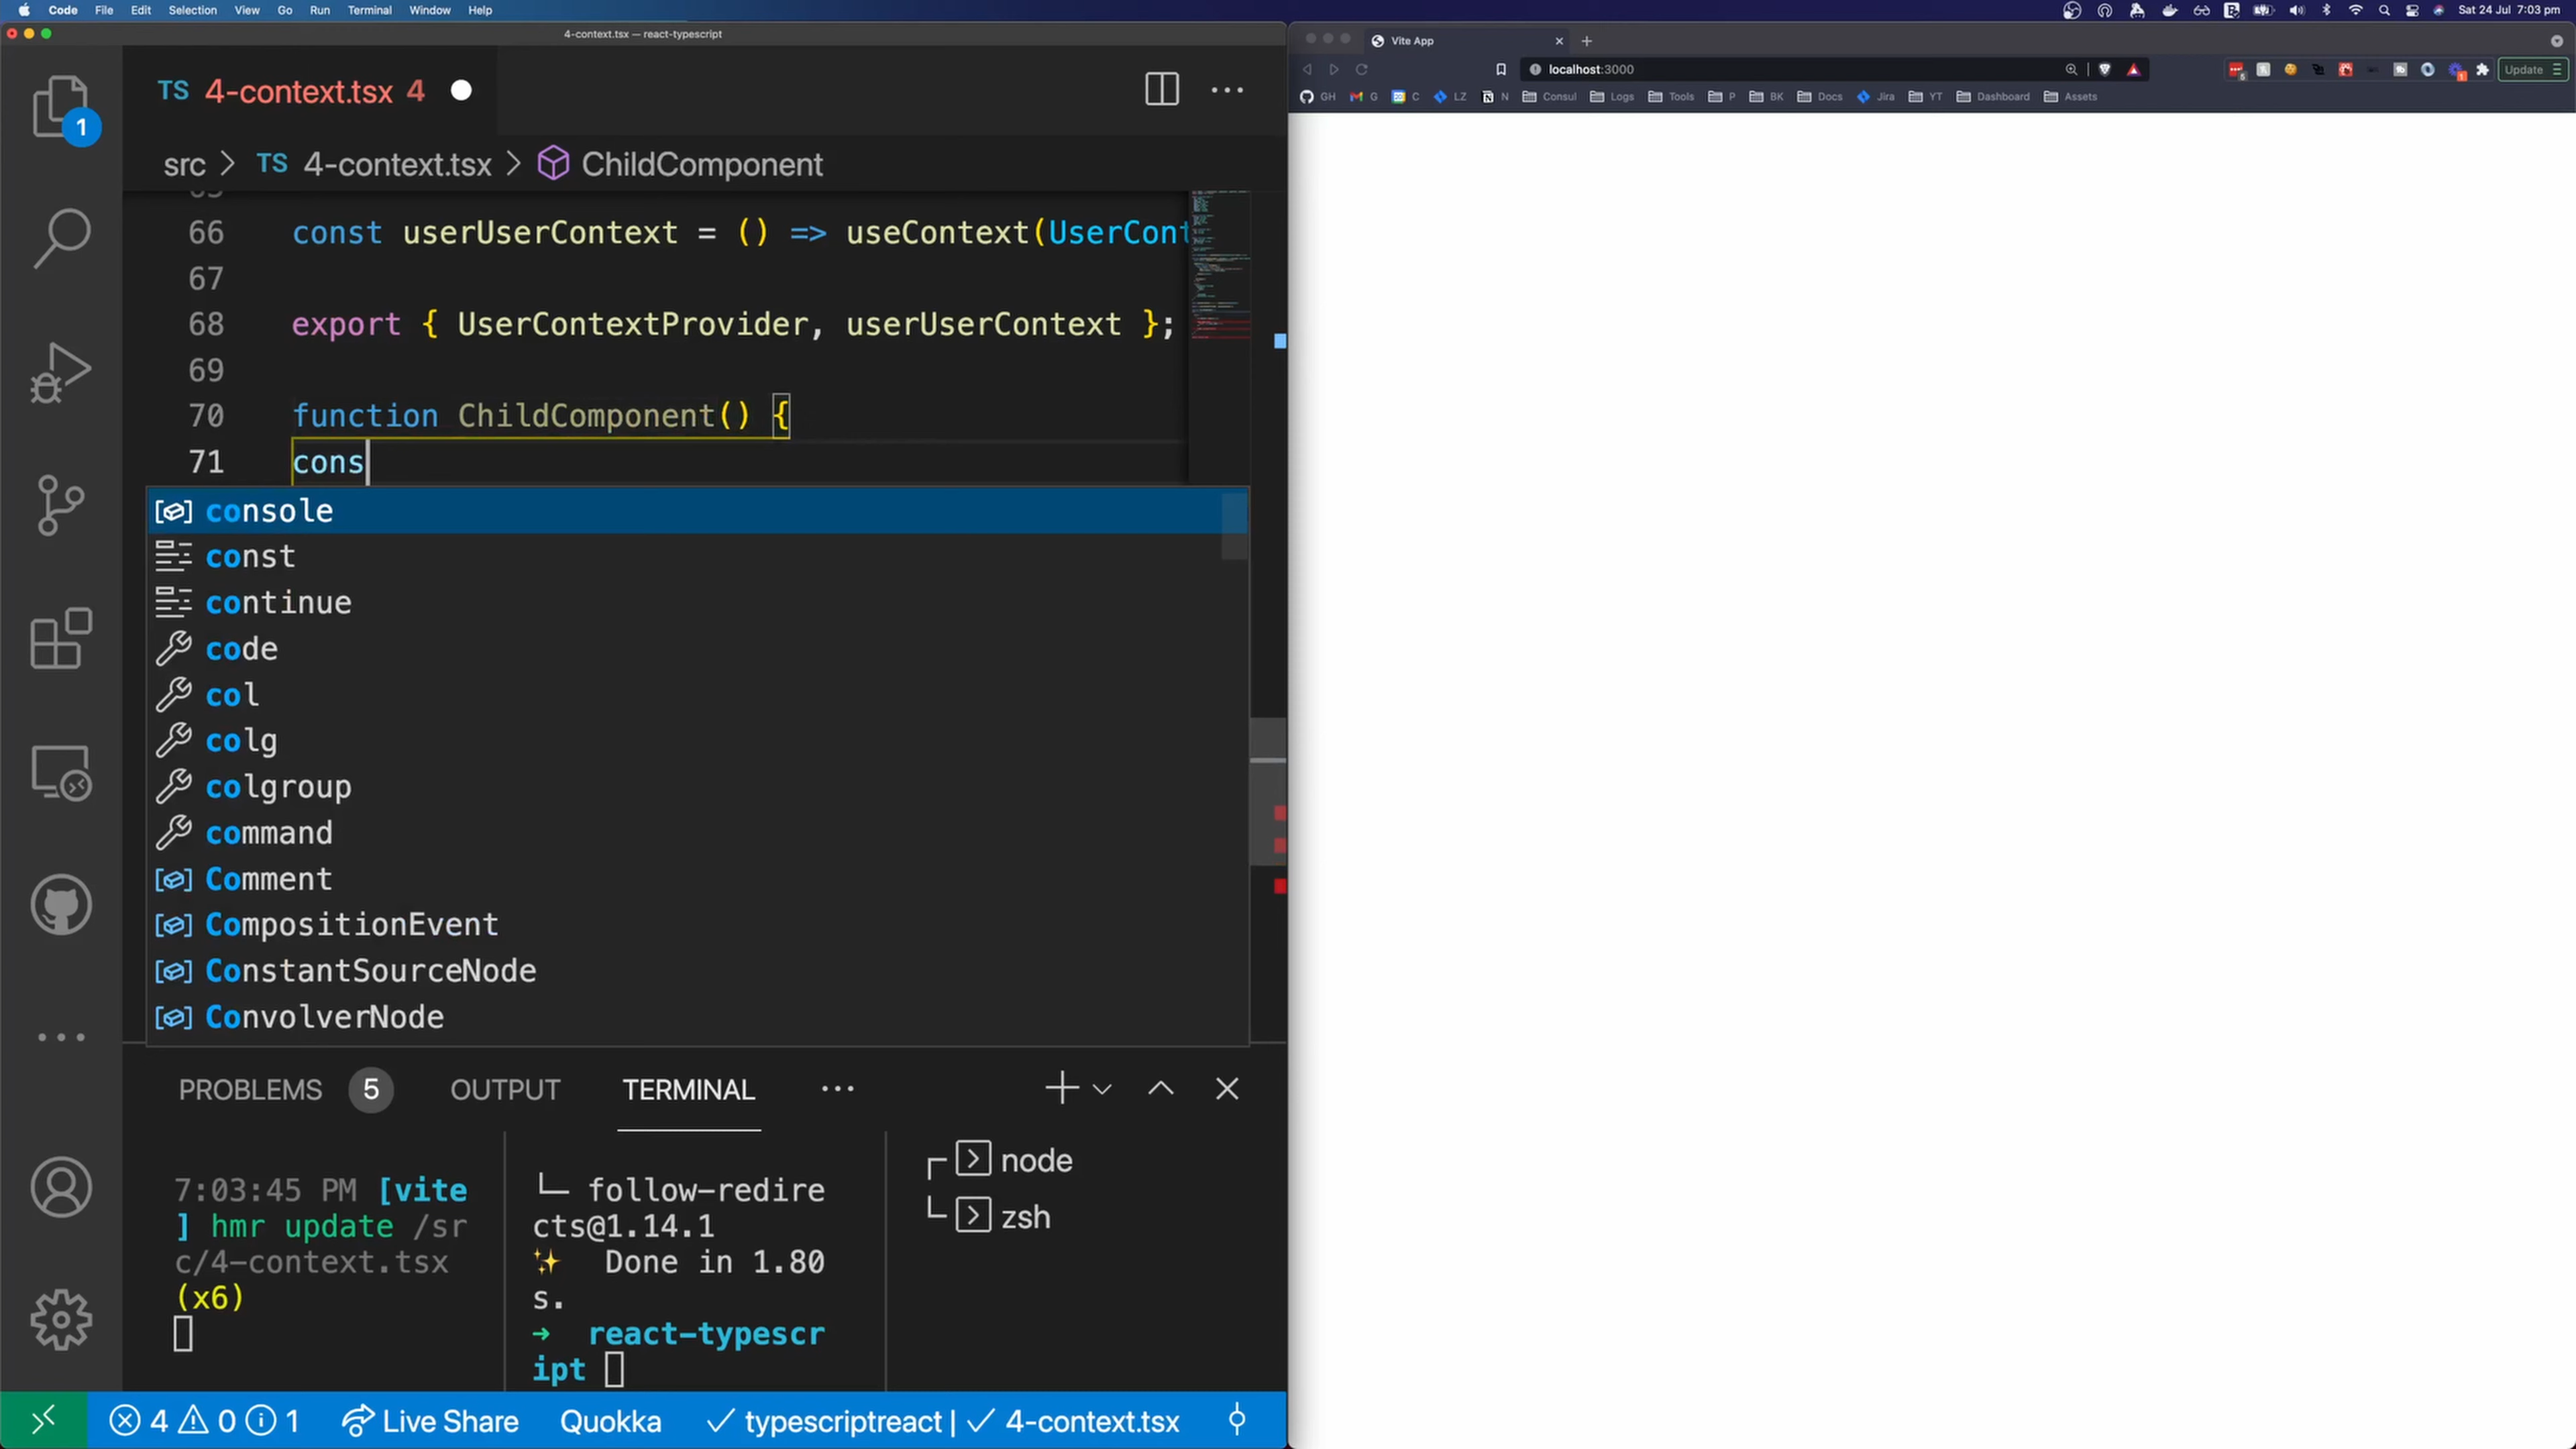 Code File Edit Selection View Go Run Terminal Window Help
Sat 24 Jul 7:03 pm
4-context.tsx — react-typescript
TS 4-context.tsx 4
1
src > TS 4-context.tsx > ChildComponent
66 const userUserContext = () => useContext(UserCont
67
68 export { UserContextProvider, userUserContext };
69
70 function ChildComponent() {
71 cons
console
const
continue
code
col
colg
colgroup
command
Comment
CompositionEvent
ConstantSourceNode
ConvolverNode
PROBLEMS 5 OUTPUT TERMINAL
7:03:45 PM [vite
] hmr update /sr
c/4-context.tsx
(x6)
└─ follow-redire
cts@1.14.1
✨ Done in 1.80
s.
➜ react-typescr
ipt
node
zsh
4 0 1 Live Share Quokka ✓ typescriptreact | ✓ 4-context.tsx
Vite App
localhost:3000
Update
GH G C LZ N Consul Logs Tools P BK Docs Jira YT Dashboard Assets